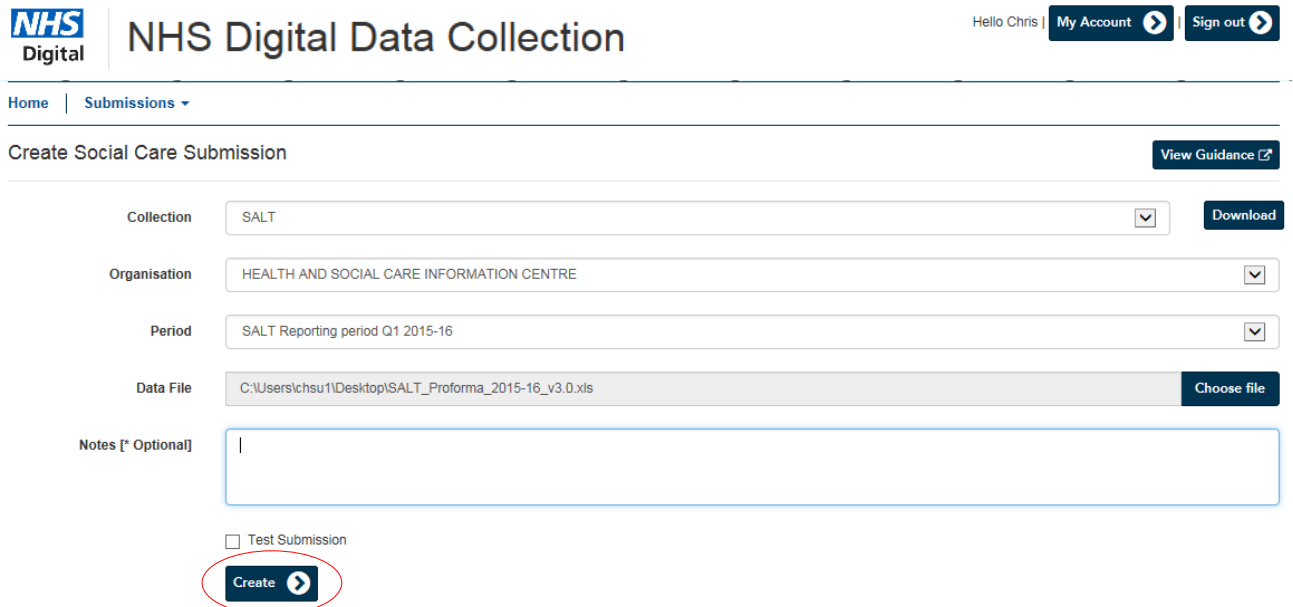 NHS
Digital
NHS Digital Data Collection
Hello Chris | My Account | Sign out
Home | Submissions
Create Social Care Submission
View Guidance
Collection SALT Download
Organisation HEALTH AND SOCIAL CARE INFORMATION CENTRE
Period SALT Reporting period Q1 2015-16
Data File C:\Users\chsu1\Desktop\SALT_Proforma_2015-16_v3.0.xls Choose file
Notes [* Optional]
Test Submission
Create